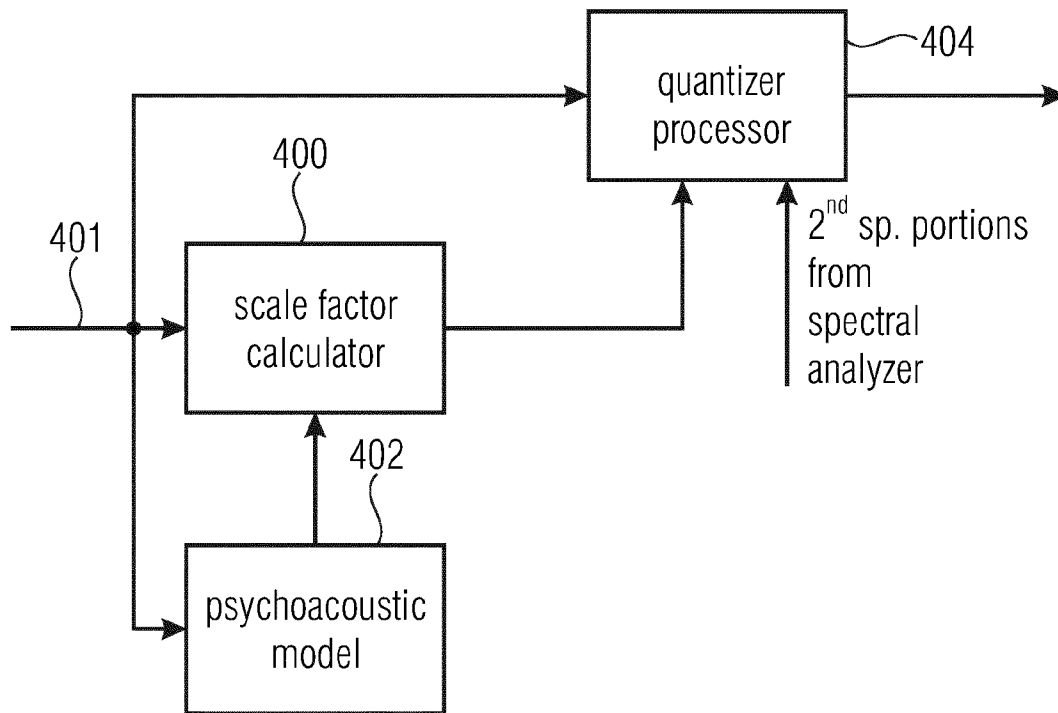 404
quantizer
processor
400
401
scale factor
calculator
2nd sp. portions
from
spectral
analyzer
402
psychoacoustic
model